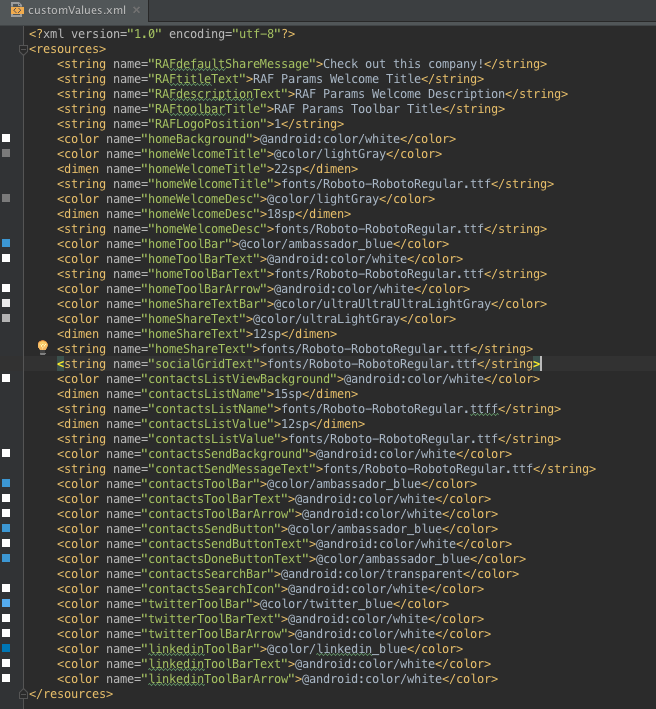 customValues.xml
<?xml version="1.0" encoding="utf-8"?>
<resources>
<string name="RAFdefaultShareMessage">Check out this company!</string>
<string name="RAFtitleText">RAF Params Welcome Title</string>
<string name="RAFdescriptionText">RAF Params Welcome Description</string>
<string name="RAFtoolbarTitle">RAF Params Toolbar Title</string>
<string name="RAFLogoPosition">1</string>
<color name="homeBackground">@android:color/white</color>
<color name="homeWelcomeTitle">@color/lightGray</color>
<dimen name="homeWelcomeTitle">22sp</dimen>
<string name="homeWelcomeTitle">fonts/Roboto-RobotoRegular.ttf</string>
<color name="homeWelcomeDesc">@color/lightGray</color>
<dimen name="homeWelcomeDesc">18sp</dimen>
<string name="homeWelcomeDesc">fonts/Roboto-RobotoRegular.ttf</string>
<color name="homeToolBar">@color/ambassador_blue</color>
<color name="homeToolBarText">@android:color/white</color>
<string name="homeToolBarText">fonts/Roboto-RobotoRegular.ttf</string>
<color name="homeToolBarArrow">@android:color/white</color>
<color name="homeShareTextBar">@color/ultraUltraUltraLightGray</color>
<color name="homeShareText">@color/ultraLightGray</color>
<dimen name="homeShareText">12sp</dimen>
<string name="homeShareText">fonts/Roboto-RobotoRegular.ttf</string>
<string name="socialGridText">fonts/Roboto-RobotoRegular.ttf</string>
<color name="contactsListViewBackground">@android:color/white</color>
<dimen name="contactsListName">15sp</dimen>
<string name="contactsListName">fonts/Roboto-RobotoRegular.ttff</string>
<dimen name="contactsListValue">12sp</dimen>
<string name="contactsListValue">fonts/Roboto-RobotoRegular.ttf</string>
<color name="contactsSendBackground">@android:color/white</color>
<string name="contactSendMessageText">fonts/Roboto-RobotoRegular.ttf</string>
<color name="contactsToolBar">@color/ambassador_blue</color>
<color name="contactsToolBarText">@android:color/white</color>
<color name="contactsToolBarArrow">@android:color/white</color>
<color name="contactsSendButton">@color/ambassador_blue</color>
<color name="contactsSendButtonText">@android:color/white</color>
<color name="contactsDoneButtonText">@color/ambassador_blue</color>
<color name="contactsSearchBar">@android:color/transparent</color>
<color name="contactsSearchIcon">@android:color/white</color>
<color name="twitterToolBar">@color/twitter_blue</color>
<color name="twitterToolBarText">@android:color/white</color>
<color name="twitterToolBarArrow">@android:color/white</color>
<color name="linkedinToolBar">@color/linkedin_blue</color>
<color name="linkedinToolBarText">@android:color/white</color>
<color name="linkedinToolBarArrow">@android:color/white</color>
</resources>